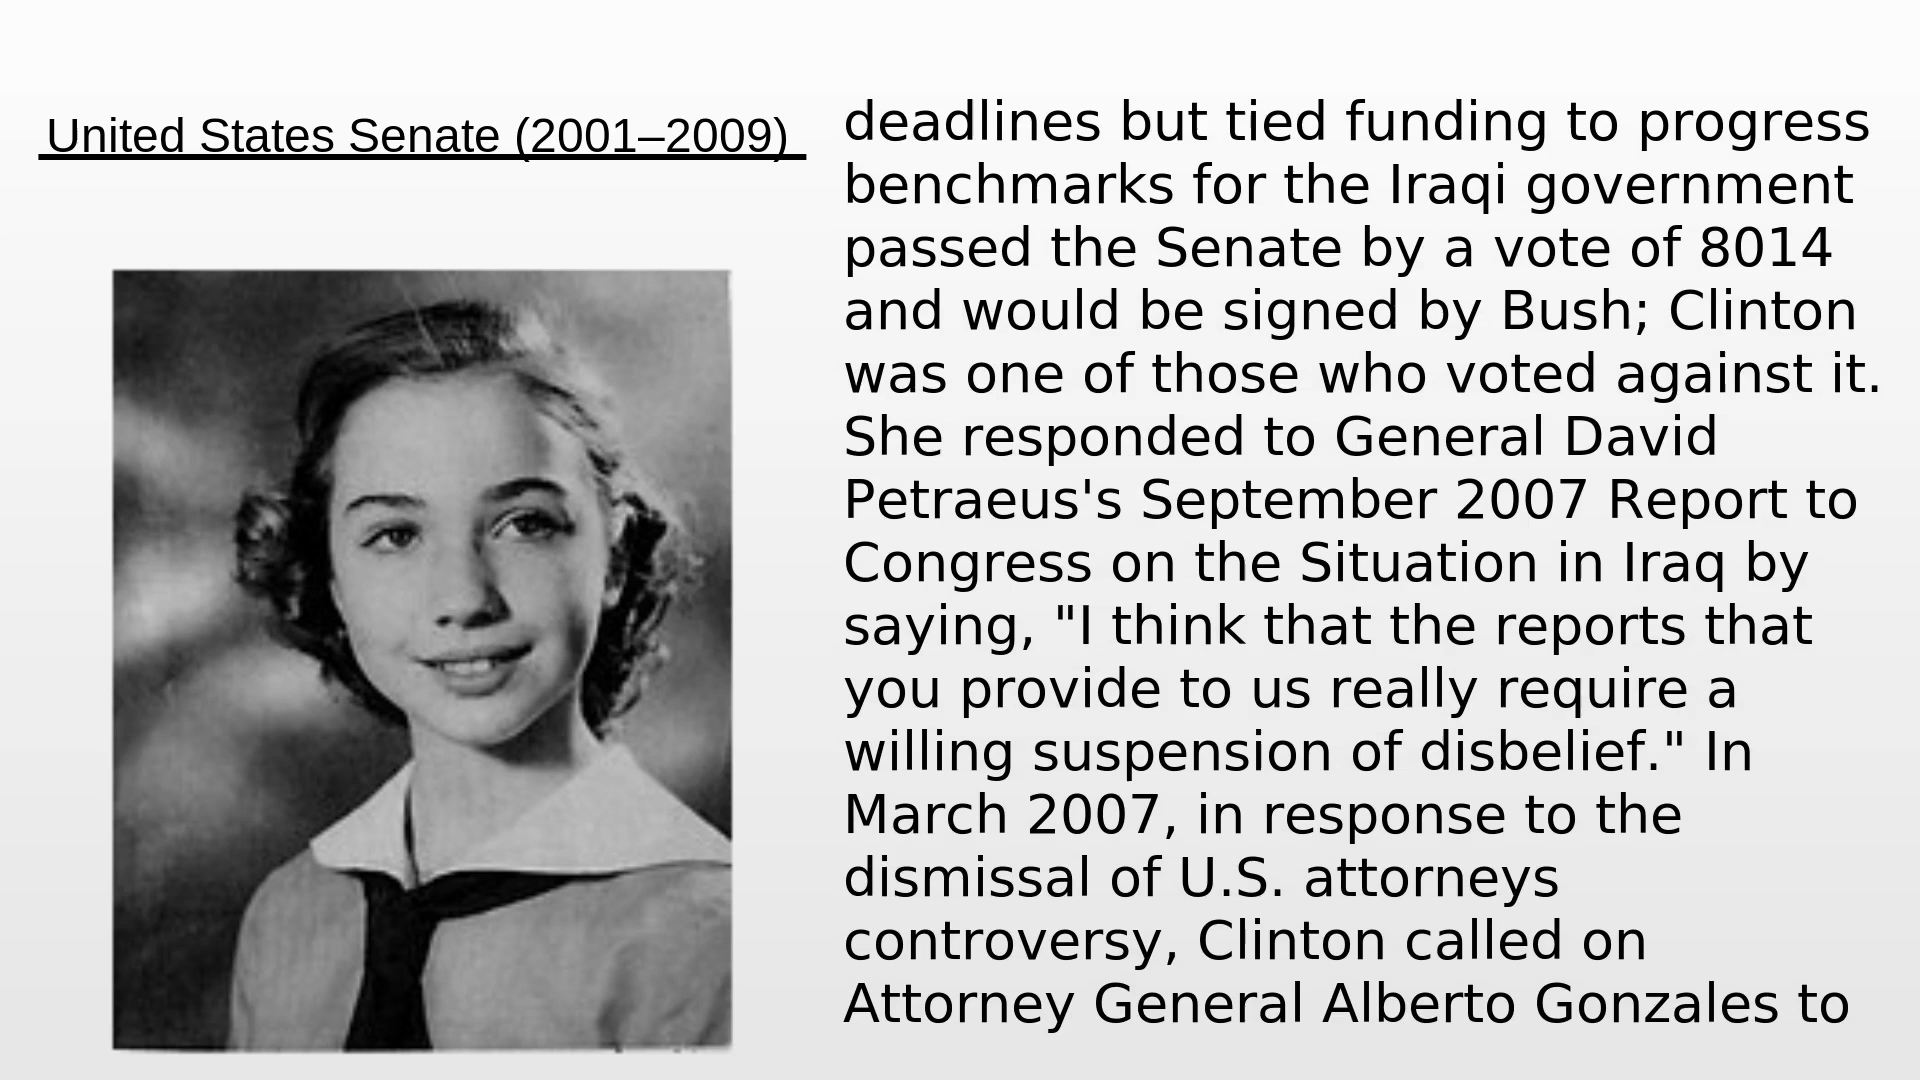 United States Senate (2001–2009)
deadlines but tied funding to progress
benchmarks for the Iraqi government
passed the Senate by a vote of 8014
and would be signed by Bush; Clinton
was one of those who voted against it.
She responded to General David
Petraeus's September 2007 Report to
Congress on the Situation in Iraq by
saying, "I think that the reports that
you provide to us really require a
willing suspension of disbelief." In
March 2007, in response to the
dismissal of U.S. attorneys
controversy, Clinton called on
Attorney General Alberto Gonzales to